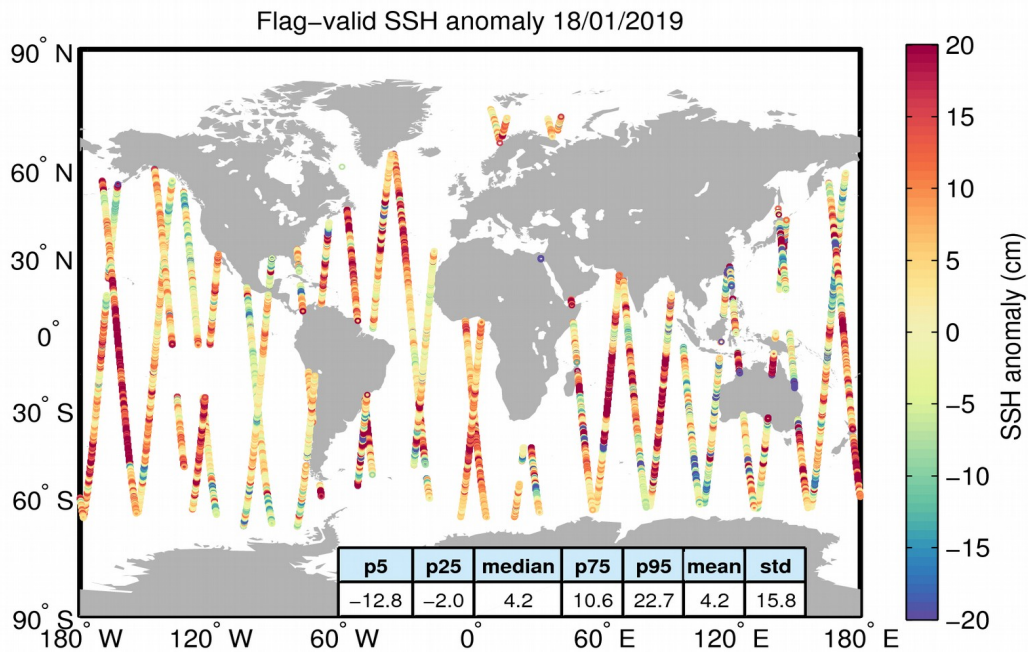 Flag−valid SSH anomaly 18/01/2019
90° N
60° N
30° N
0°
30° S
60° S
90° S
180° W
120° W
60° W
0°
60° E
120° E
180° E
p5 p25 median p75 p95 mean std
−12.8 −2.0 4.2 10.6 22.7 4.2 15.8
20
15
10
5
0
−5
−10
−15
−20
SSH anomaly (cm)